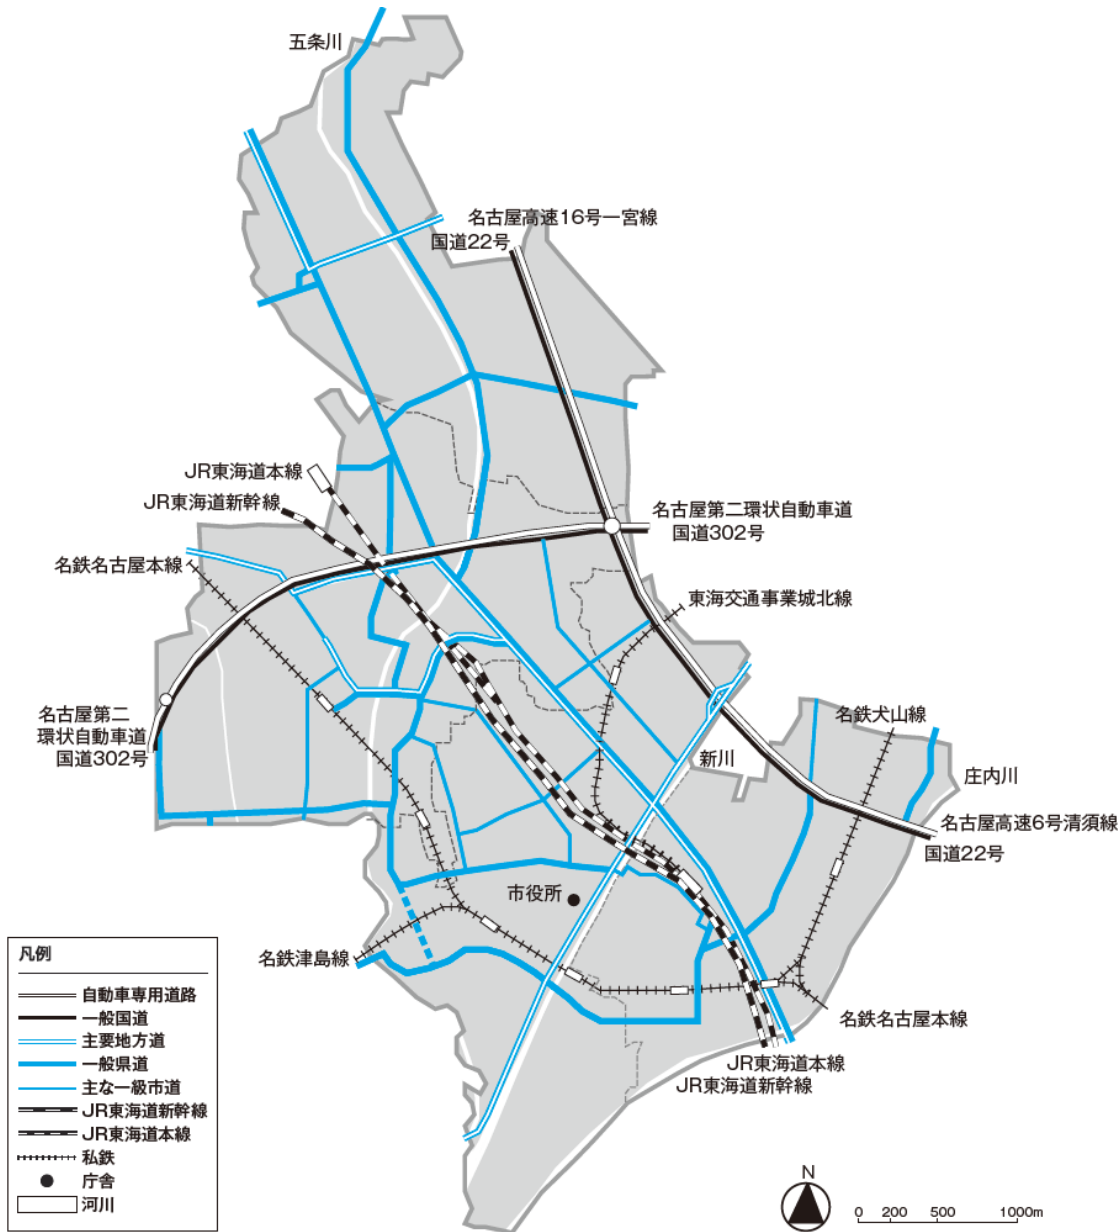 五条川
名古屋高速16号一宮線
国道22号
JR東海道本線
JR東海道新幹線
名古屋第二環状自動車道
国道302号
名鉄名古屋本線
東海交通事業城北線
名古屋第二
環状自動車道
国道302号
名鉄犬山線
新川
庄内川
名古屋高速6号清須線
国道22号
市役所
名鉄津島線
名鉄名古屋本線
JR東海道本線
JR東海道新幹線
凡例
自動車専用道路
一般国道
主要地方道
一般県道
主な一級市道
JR東海道新幹線
JR東海道本線
私鉄
庁舎
河川
N
0 200 500 1000m